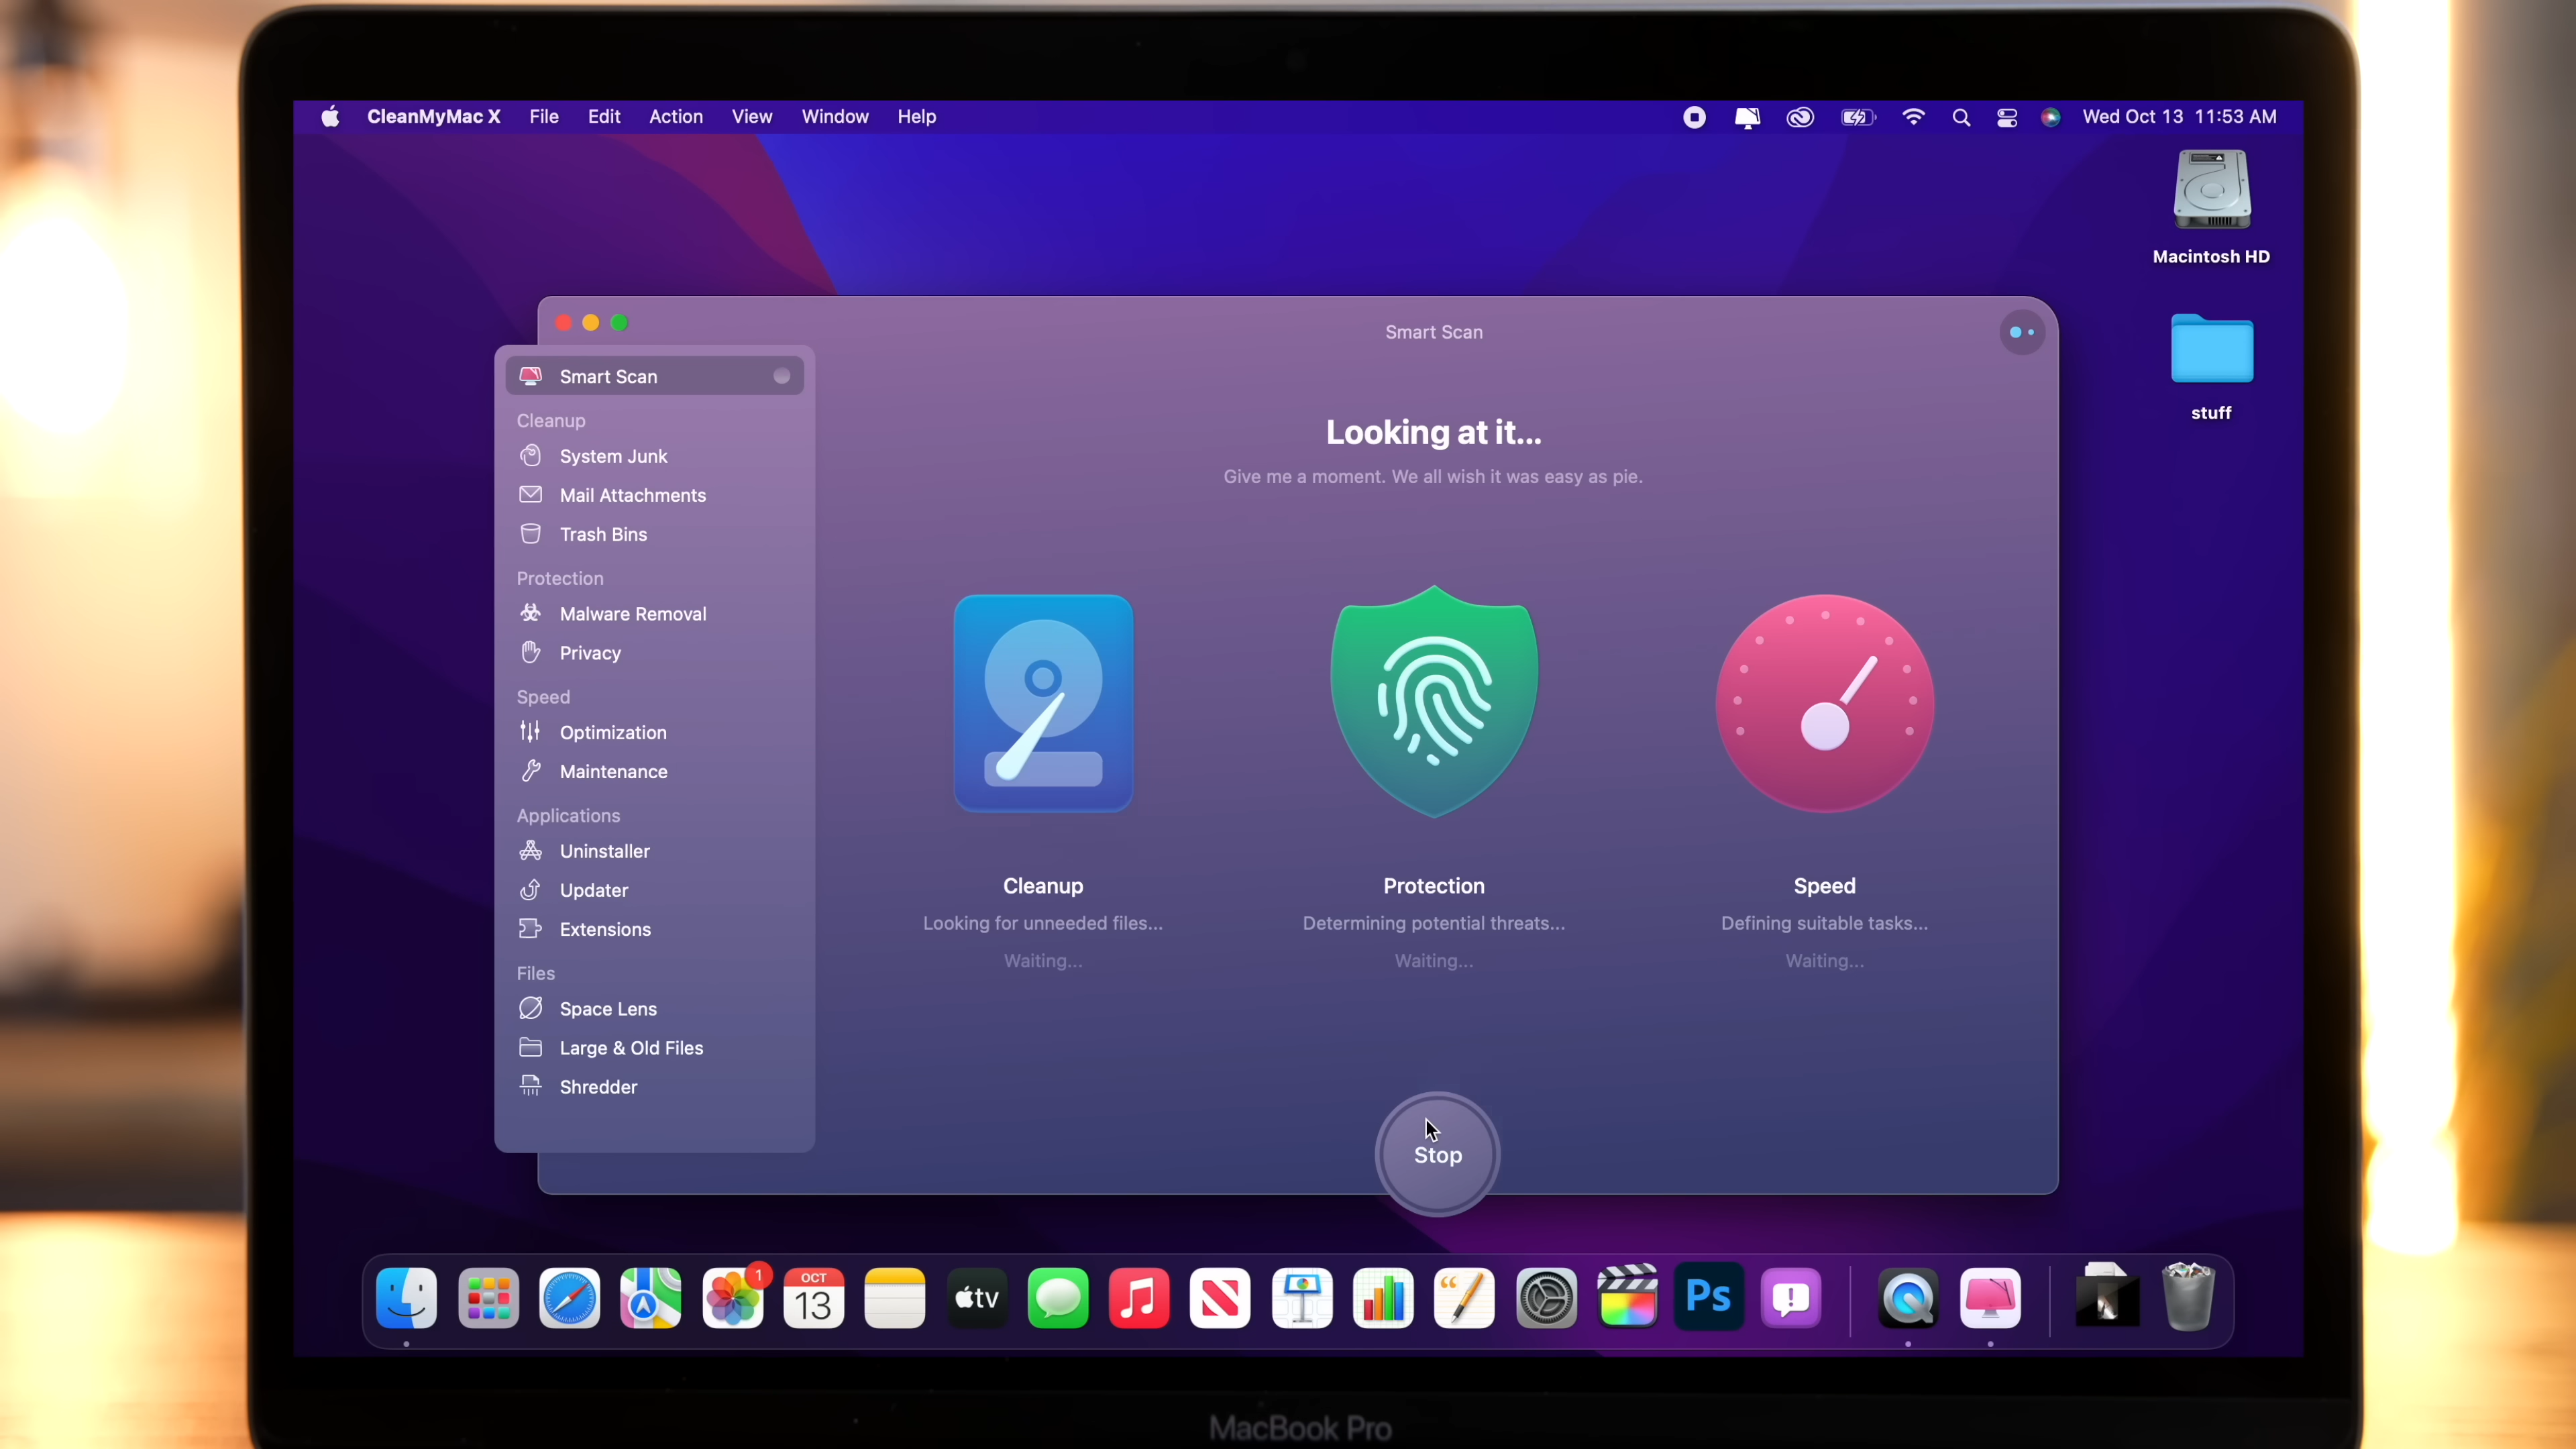 CleanMyMac X File Edit Action View Window Help Wed Oct 13 11:53 AM
Macintosh HD
stuff
Smart Scan
Smart Scan
Cleanup
System Junk
Mail Attachments
Trash Bins
Protection
Malware Removal
Privacy
Speed
Optimization
Maintenance
Applications
Uninstaller
Updater
Extensions
Files
Space Lens
Large & Old Files
Shredder
Looking at it...
Give me a moment. We all wish it was easy as pie.
Cleanup
Looking for unneeded files...
Waiting...
Protection
Determining potential threats...
Waiting...
Speed
Defining suitable tasks...
Waiting...
Stop
1
OCT
13
tv
Ps
MacBook Pro